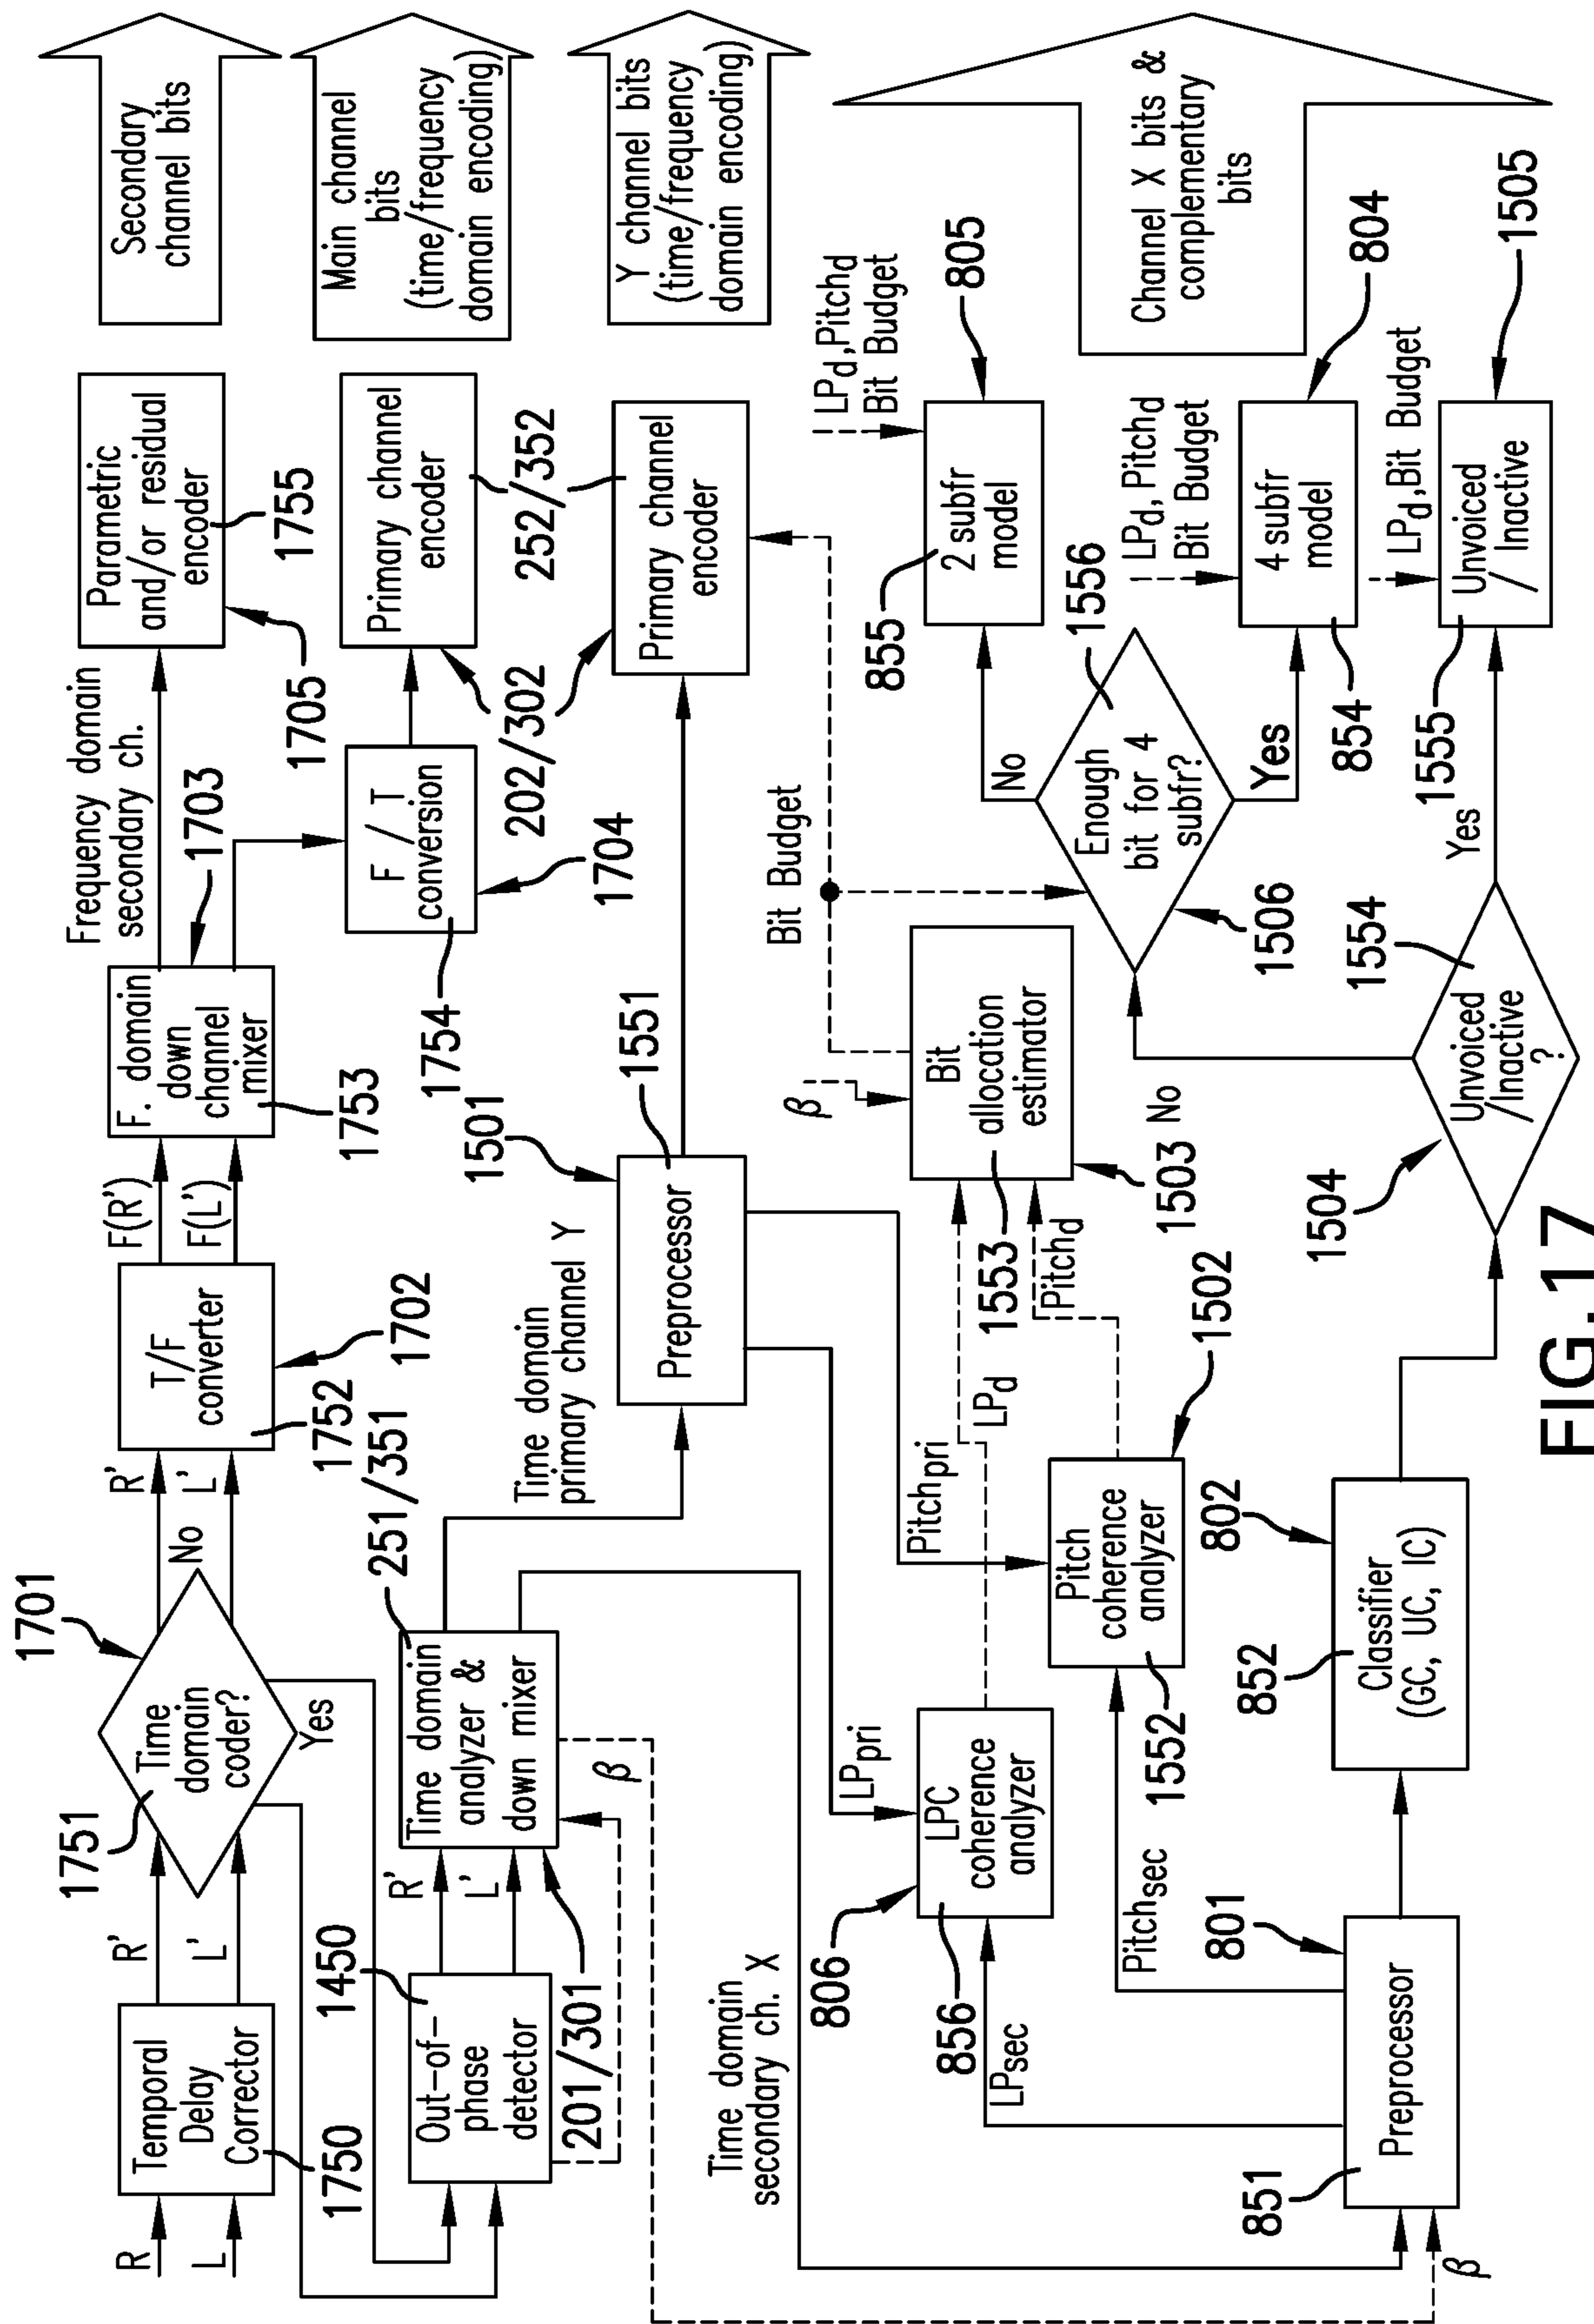 R
L
Temporal
Delay
Corrector
1750
R'
L'
1751
1701
Time
domain
coder?
No
Yes
R'
L'
T/F
converter
1752
1702
F(R')
F(L')
F. domain
down
channel
mixer
1753
1703
Frequency domain
secondary ch.
1705
Parametric
and/or residual
encoder
1755
Secondary
channel bits
F / T
conversion
1754
1704
Primary channel
encoder
252/352
202/302
Main channel
bits
(time/frequency
domain encoding)
1450
Out-of-
phase
detector
201/301
R'
L'
251/351
Time domain
analyzer &
down mixer
β
Time domain
primary channel Y
1501
1551
Preprocessor
Primary channel
encoder
Y channel bits
(time/frequency
domain encoding)
Time domain
secondary ch. X
LPpri
Pitchpri
806
LPC
coherence
analyzer
856
LPsec
LPd
β
Bit
allocation
estimator
1553
1503
Bit Budget
Pitchd
Pitch
coherence
analyzer
1552
1502
Pitchsec
LPd,Pitchd
Bit Budget
855
2 subfr
model
805
No
Enough
bit for 4
subfr?
1556
1506
Yes
LPd,Pitchd
Bit Budget
4 subfr
model
854
804
Channel X bits &
complementary
bits
β
851
801
Preprocessor
852
802
Classifier
(GC, UC, IC)
1504
1554
Unvoiced
/Inactive
?
No
Yes
LPd,Bit Budget
1555
Unvoiced
/
Inactive
1505
FIG.17